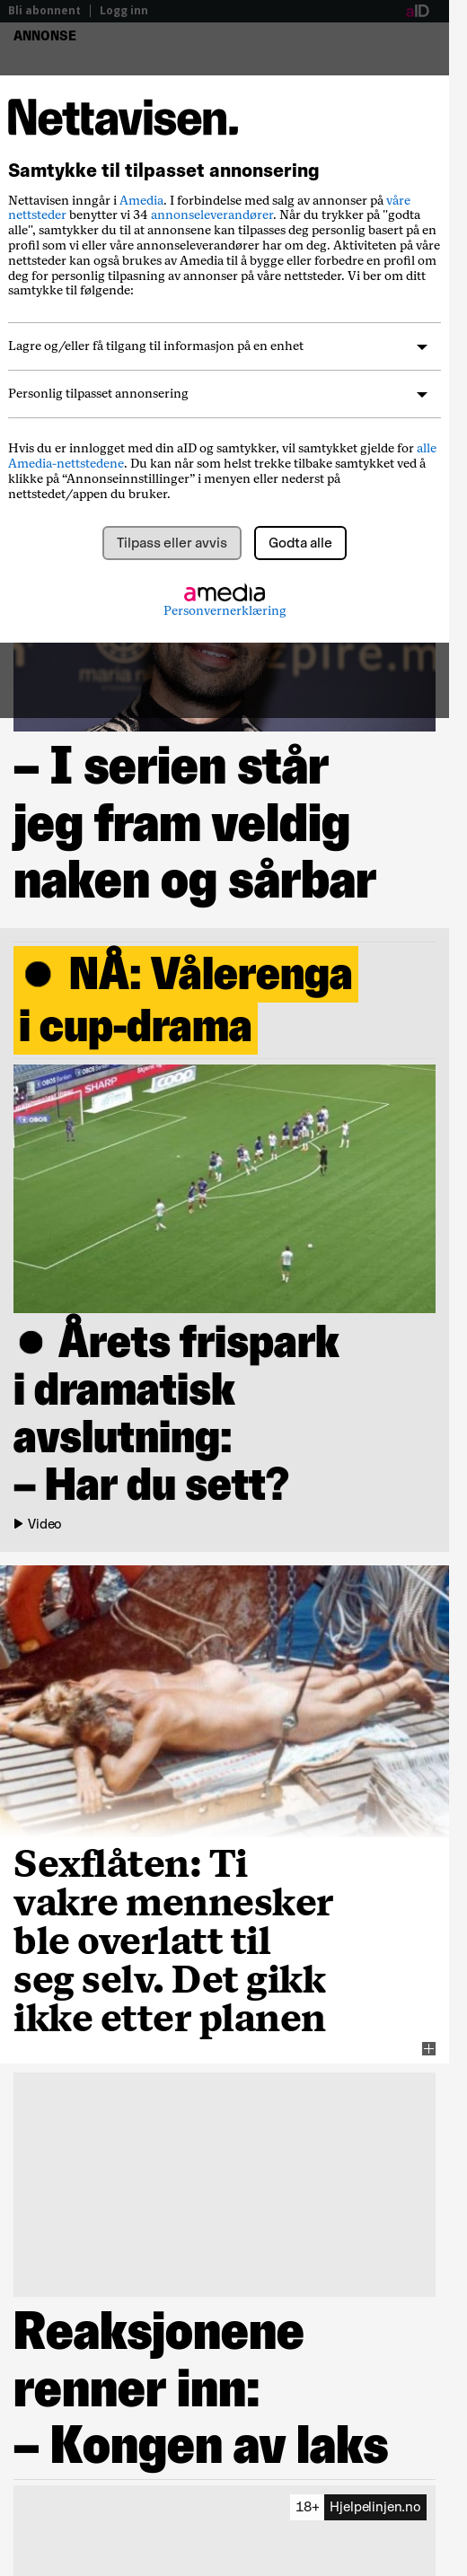 Bli abonnent | Logg inn aID
ANNONSE
Nettavisen.
Samtykke til tilpasset annonsering
Nettavisen inngår i Amedia. I forbindelse med salg av annonser på våre
nettsteder benytter vi 34 annonseleverandører. Når du trykker på "godta
alle", samtykker du til at annonsene kan tilpasses deg personlig basert på en
profil som vi eller våre annonseleverandører har om deg. Aktiviteten på våre
nettsteder kan også brukes av Amedia til å bygge eller forbedre en profil om
deg for personlig tilpasning av annonser på våre nettsteder. Vi ber om ditt
samtykke til følgende:
Lagre og/eller få tilgang til informasjon på en enhet
Personlig tilpasset annonsering
Hvis du er innlogget med din aID og samtykker, vil samtykket gjelde for alle
Amedia-nettstedene. Du kan når som helst trekke tilbake samtykket ved å
klikke på “Annonseinnstillinger” i menyen eller nederst på
nettstedet/appen du bruker.
Tilpass eller avvis Godta alle
amedia
Personvernerklæring
maria
pire.m
– I serien står
jeg fram veldig
naken og sårbar
● NÅ: Vålerenga
i cup-drama
OBOS
SHARP
COOP
OBOS
● Årets frispark
i dramatisk
avslutning:
– Har du sett?
Video
Sexflåten: Ti
vakre mennesker
ble overlatt til
seg selv. Det gikk
ikke etter planen
Reaksjonene
renner inn:
– Kongen av laks
18+ Hjelpelinjen.no